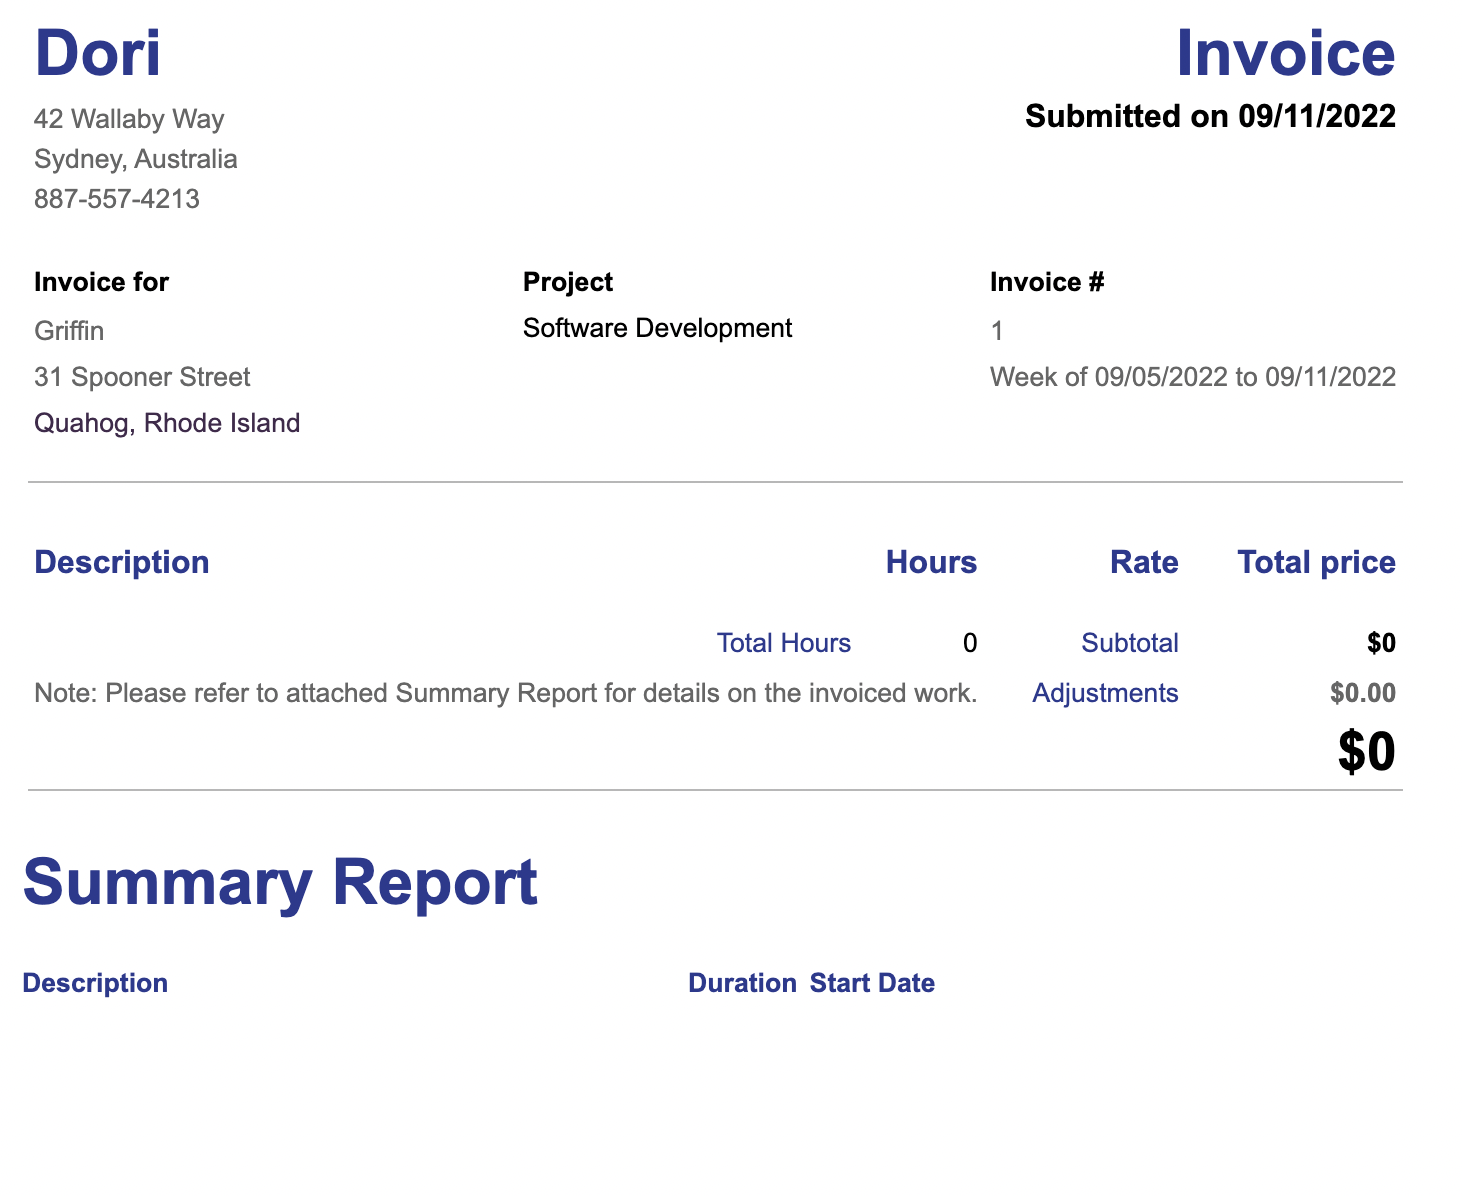 Dori
Invoice
42 Wallaby Way
Submitted on 09/11/2022
Sydney, Australia
887-557-4213
Invoice for
Project
Invoice #
Griffin
Software Development
1
31 Spooner Street
Week of 09/05/2022 to 09/11/2022
Quahog, Rhode Island
Description Hours Rate Total price
Total Hours 0 Subtotal $0
Note: Please refer to attached Summary Report for details on the invoiced work. Adjustments $0.00
$0
Summary Report
Description Duration Start Date